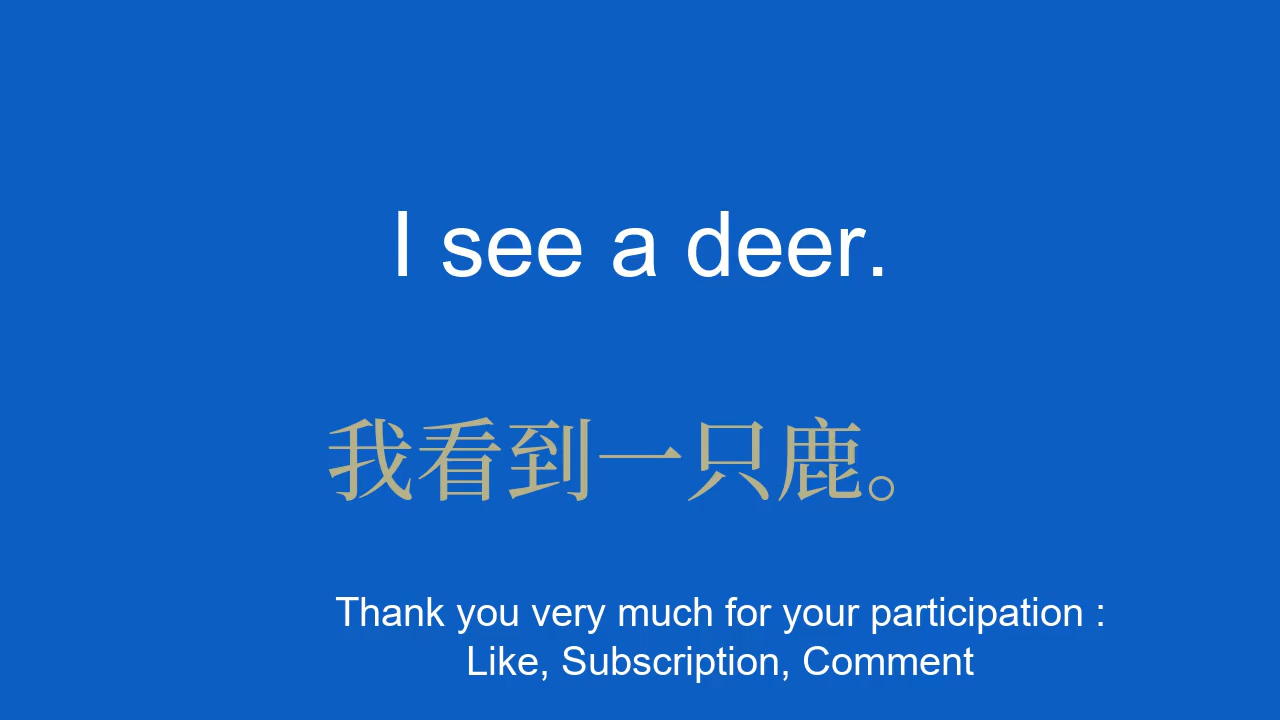 I see a deer.
我看到一只鹿。
Thank you very much for your participation :
Like, Subscription, Comment